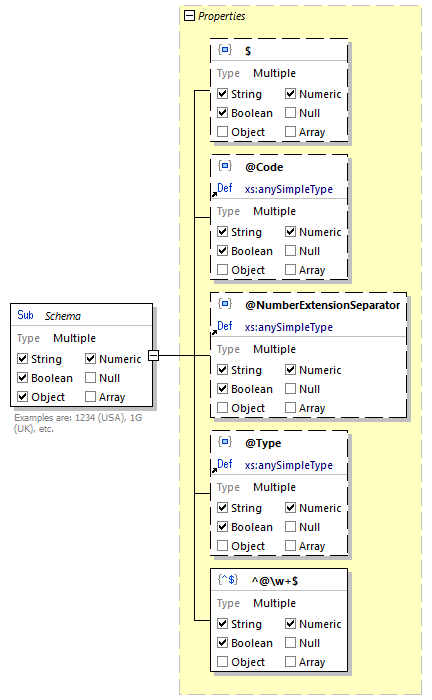 Properties
$
Type Multiple
String Numeric
Boolean Null
Object Array
@Code
Def xs:anySimpleType
Type Multiple
String Numeric
Boolean Null
Object Array
@NumberExtensionSeparator
Def xs:anySimpleType
Type Multiple
String Numeric
Boolean Null
Object Array
Sub Schema
Type Multiple
String Numeric
Boolean Null
Object Array
Examples are: 1234 (USA), 1G
(UK), etc.
@Type
Def xs:anySimpleType
Type Multiple
String Numeric
Boolean Null
Object Array
{^$} ^@\w+$
Type Multiple
String Numeric
Boolean Null
Object Array